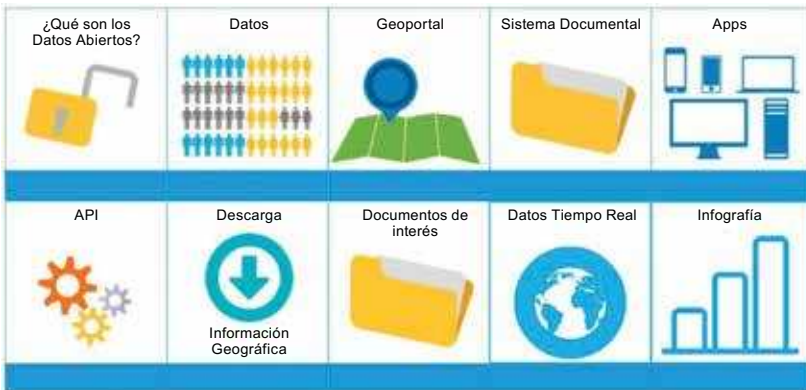 ¿Qué son los
Datos Abiertos?
Datos
Geoportal
Sistema Documental
Apps
API
Descarga
Información
Geográfica
Documentos de
interés
Datos Tiempo Real
Infografía